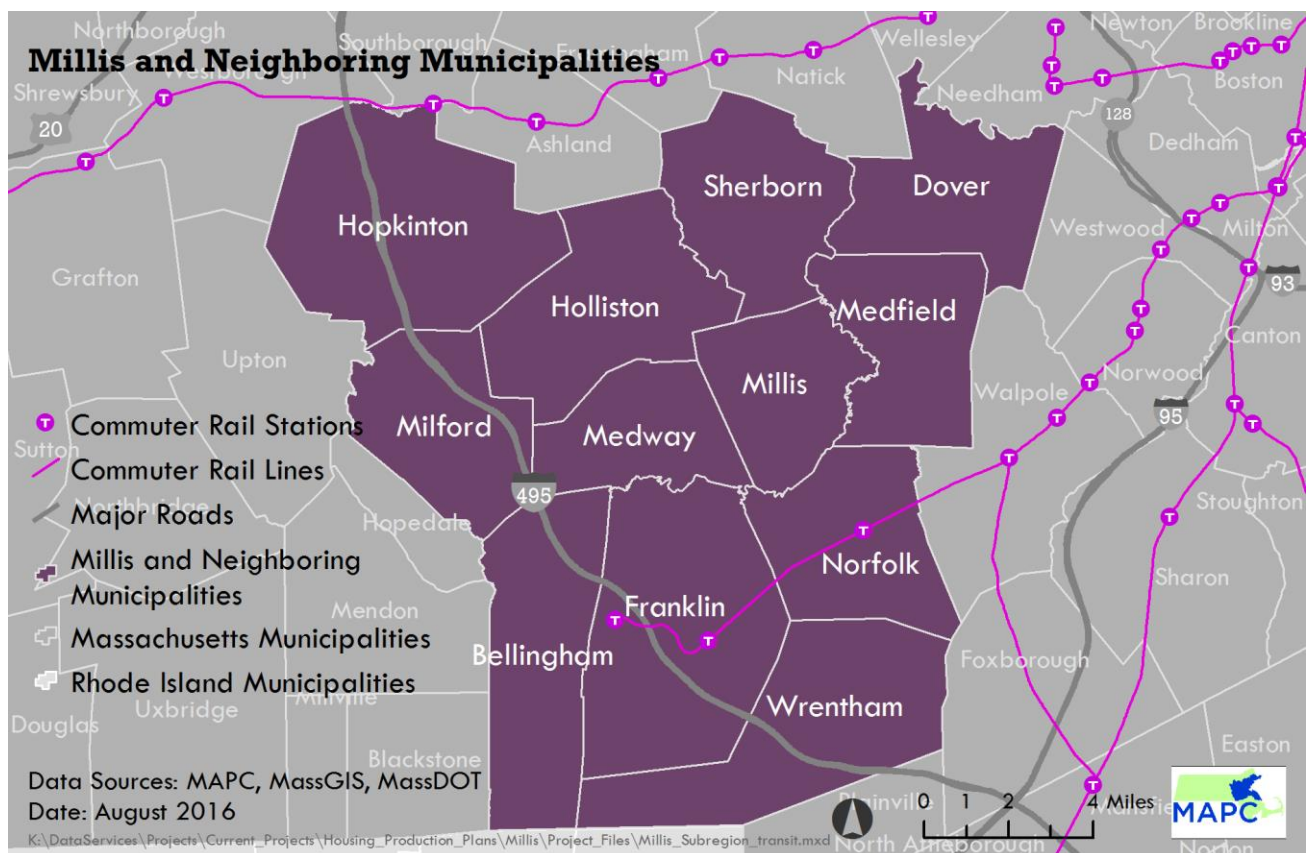 Northborough
Southborough
Framingham
Wellesley
Newton
Brookline
Millis and Neighboring Municipalities
Westborough
Natick
Needham
Boston
Shrewsbury
20
128
Ashland
Dedham
Sherborn
Dover
Hopkinton
Westwood
Milton
Grafton
93
Holliston
Medfield
Canton
Upton
Millis
Walpole
Norwood
95
T Commuter Rail Stations
Milford
Medway
Sutton
Commuter Rail Lines
495
Northbridge
Stoughton
Major Roads
Hopedale
Millis and Neighboring
Municipalities
Norfolk
Sharon
Mendon
Franklin
Massachusetts Municipalities
Bellingham
Foxborough
Rhode Island Municipalities
Millville
Uxbridge
Douglas
Wrentham
Blackstone
Easton
Data Sources: MAPC, MassGIS, MassDOT
Date: August 2016
Plainville
0 1 2 4 Miles
Mansfield
MAPC
K:\DataServices\Projects\Current_Projects\Housing_Production_Plans\Millis\Project_Files\Millis_Subregion_transit.mxd
North Attleborough
Norton